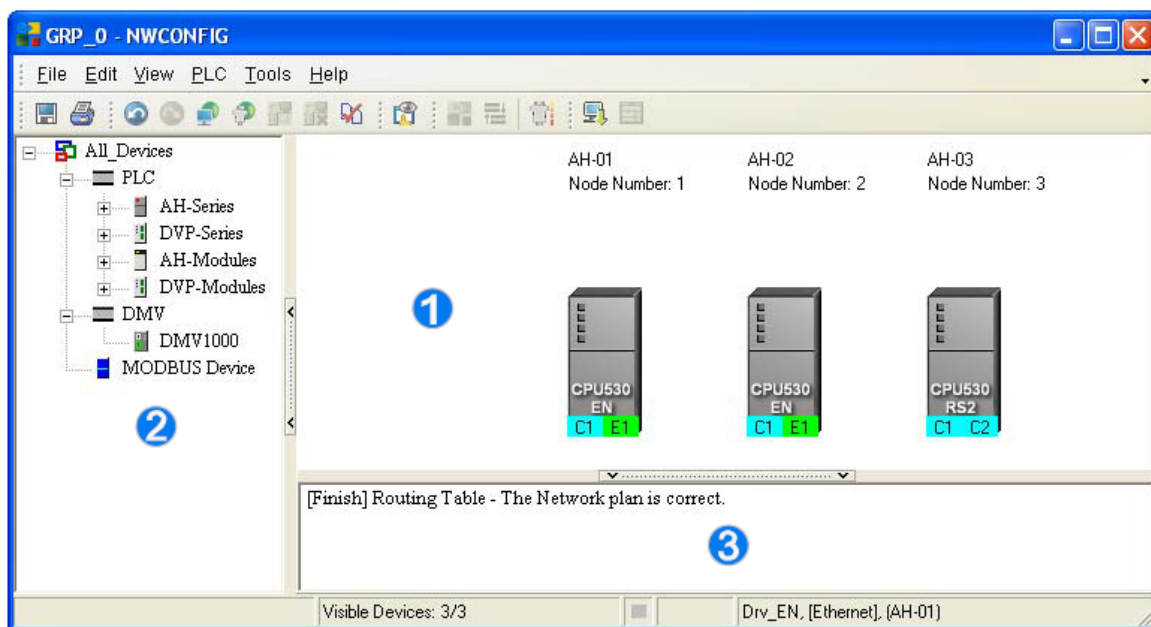 GRP_0 - NWCONFIG
File Edit View PLC Tools Help
All_Devices
PLC
AH-Series
DVP-Series
AH-Modules
DVP-Modules
DMV
DMV1000
MODBUS Device
2
AH-01
Node Number: 1
AH-02
Node Number: 2
AH-03
Node Number: 3
1
CPU530
EN
C1 E1
CPU530
EN
C1 E1
CPU530
RS2
C1 C2
[Finish] Routing Table - The Network plan is correct.
3
Visible Devices: 3/3
Drv_EN, [Ethernet], (AH-01)